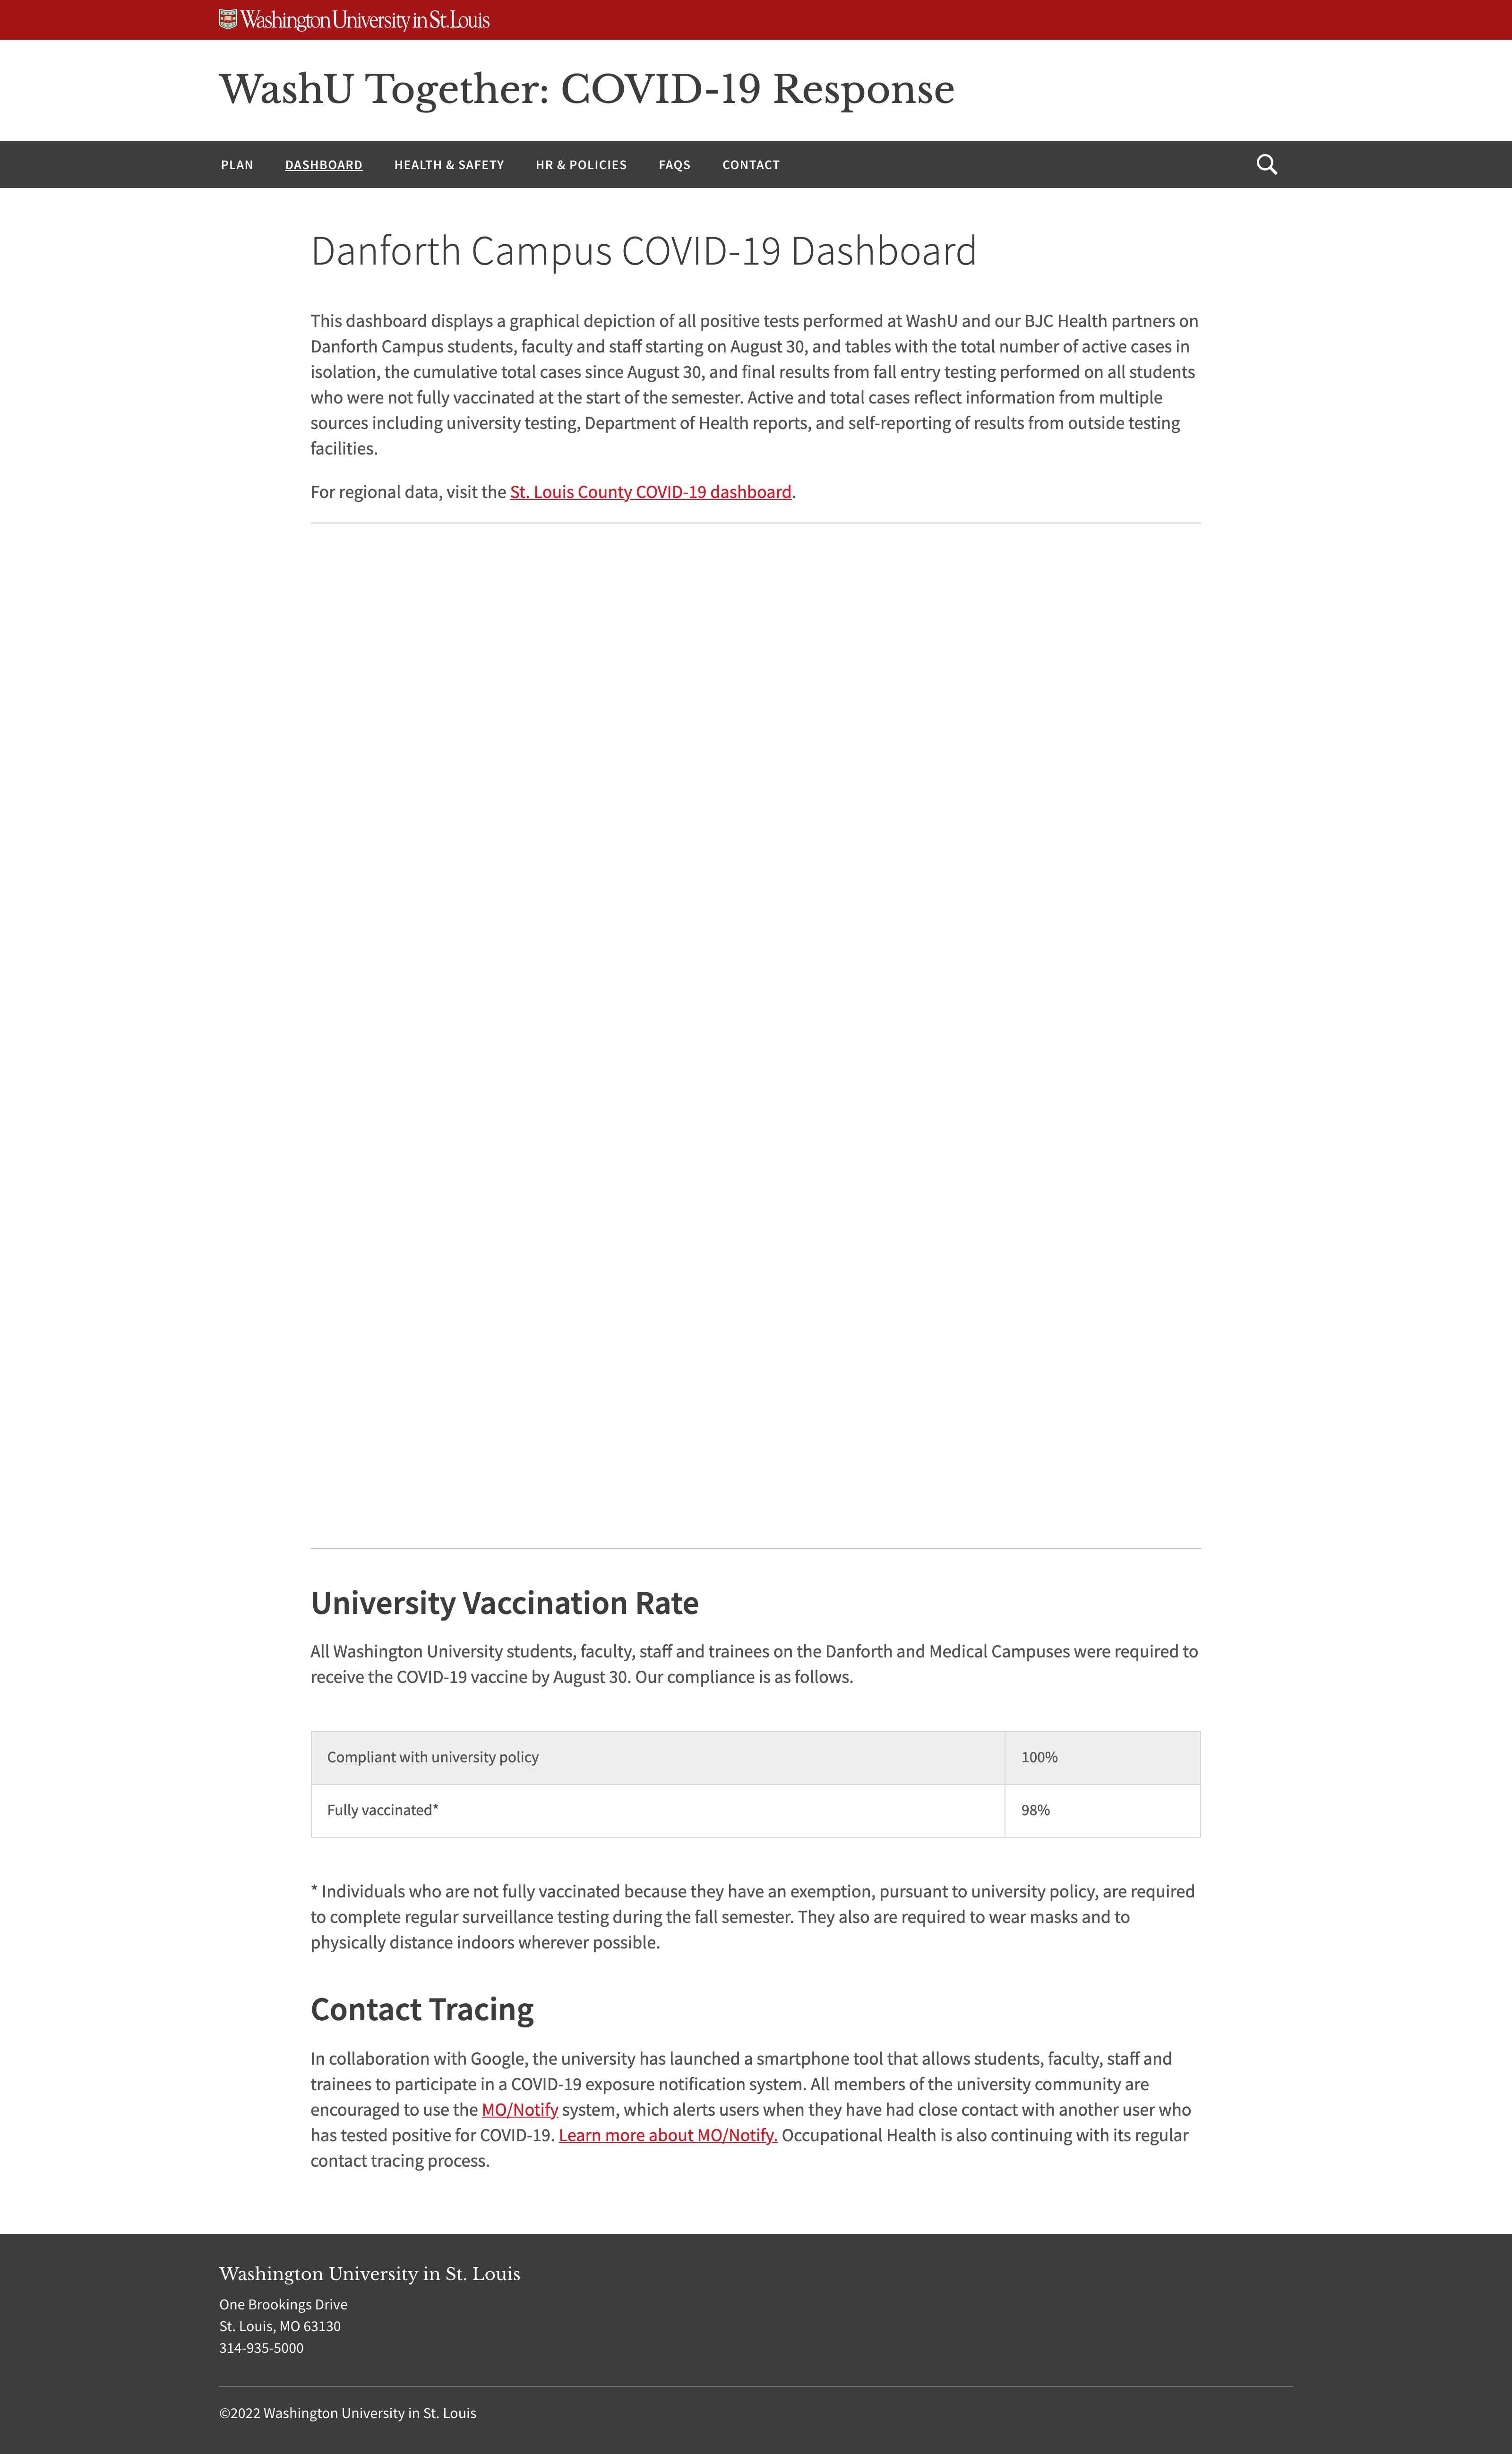 Washington University in St. Louis
WashU Together: COVID-19 Response
PLAN DASHBOARD HEALTH & SAFETY HR & POLICIES FAQS CONTACT
Danforth Campus COVID-19 Dashboard
This dashboard displays a graphical depiction of all positive tests performed at WashU and our BJC Health partners on
Danforth Campus students, faculty and staff starting on August 30, and tables with the total number of active cases in
isolation, the cumulative total cases since August 30, and final results from fall entry testing performed on all students
who were not fully vaccinated at the start of the semester. Active and total cases reflect information from multiple
sources including university testing, Department of Health reports, and self-reporting of results from outside testing
facilities.
For regional data, visit the St. Louis County COVID-19 dashboard.
University Vaccination Rate
All Washington University students, faculty, staff and trainees on the Danforth and Medical Campuses were required to
receive the COVID-19 vaccine by August 30. Our compliance is as follows.
Compliant with university policy 100%
Fully vaccinated* 98%
* Individuals who are not fully vaccinated because they have an exemption, pursuant to university policy, are required
to complete regular surveillance testing during the fall semester. They also are required to wear masks and to
physically distance indoors wherever possible.
Contact Tracing
In collaboration with Google, the university has launched a smartphone tool that allows students, faculty, staff and
trainees to participate in a COVID-19 exposure notification system. All members of the university community are
encouraged to use the MO/Notify system, which alerts users when they have had close contact with another user who
has tested positive for COVID-19. Learn more about MO/Notify. Occupational Health is also continuing with its regular
contact tracing process.
Washington University in St. Louis
One Brookings Drive
St. Louis, MO 63130
314-935-5000
©2022 Washington University in St. Louis